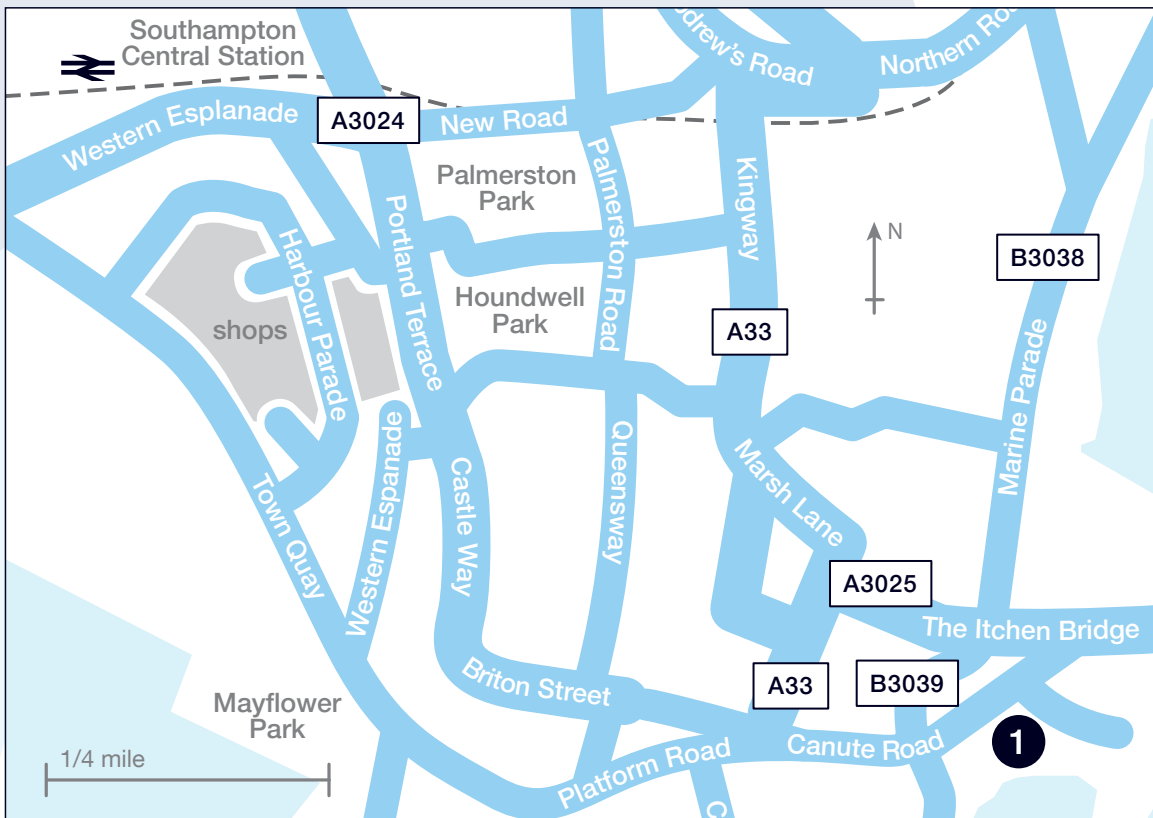 Southampton
Central Station
Andrew's Road
Northern Road
Western Esplanade
A3024
New Road
Palmerston
Park
Palmerston Road
Kingway
N
Portland Terrace
Harbour Parade
B3038
Houndwell
Park
shops
A33
Marine Parade
Western Espanade
Castle Way
Queensway
Marsh Lane
Town Quay
A3025
The Itchen Bridge
Briton Street
A33
B3039
Mayflower
Park
1/4 mile
Platform Road
Canute Road
1